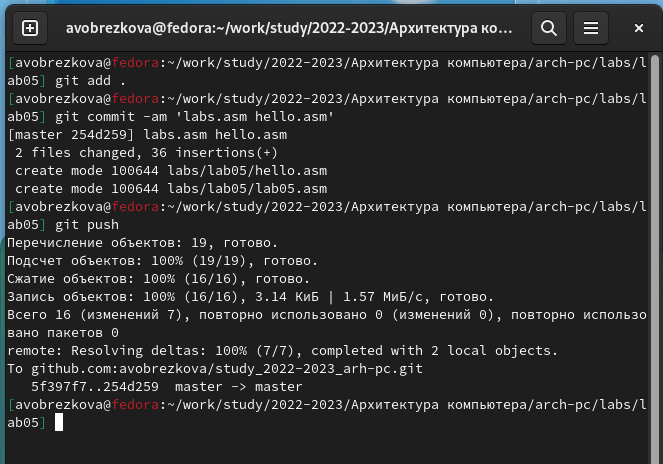 avobrezkova@fedora:~/work/study/2022-2023/Архитектура ко...
[avobrezkova@fedora:~/work/study/2022-2023/Архитектура компьютера/arch-pc/labs/l
ab05] git add .
[avobrezkova@fedora:~/work/study/2022-2023/Архитектура компьютера/arch-pc/labs/l
ab05] git commit -am 'labs.asm hello.asm'
[master 254d259] labs.asm hello.asm
 2 files changed, 36 insertions(+)
 create mode 100644 labs/lab05/hello.asm
 create mode 100644 labs/lab05/lab05.asm
[avobrezkova@fedora:~/work/study/2022-2023/Архитектура компьютера/arch-pc/labs/l
ab05] git push
Перечисление объектов: 19, готово.
Подсчет объектов: 100% (19/19), готово.
Сжатие объектов: 100% (16/16), готово.
Запись объектов: 100% (16/16), 3.14 КиБ | 1.57 МиБ/с, готово.
Всего 16 (изменений 7), повторно использовано 0 (изменений 0), повторно использо
вано пакетов 0
remote: Resolving deltas: 100% (7/7), completed with 2 local objects.
To github.com:avobrezkova/study_2022-2023_arh-pc.git
   5f397f7..254d259  master -> master
[avobrezkova@fedora:~/work/study/2022-2023/Архитектура компьютера/arch-pc/labs/l
ab05]